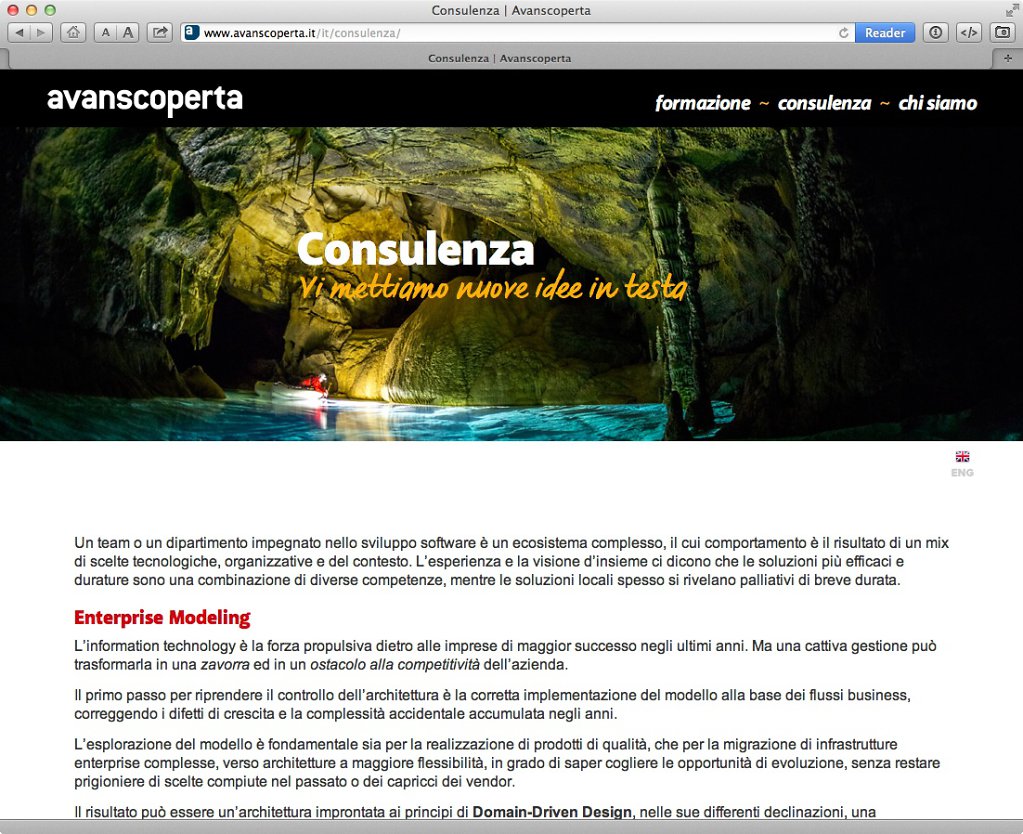 Consulenza | Avanscoperta
A A
www.avanscoperta.it/it/consulenza/
Reader
Consulenza | Avanscoperta
avanscoperta
formazione ~ consulenza ~ chi siamo
Consulenza
Vi mettiamo nuove idee in testa
ENG
Un team o un dipartimento impegnato nello sviluppo software è un ecosistema complesso, il cui comportamento è il risultato di un mix
di scelte tecnologiche, organizzative e del contesto. L’esperienza e la visione d’insieme ci dicono che le soluzioni più efficaci e
durature sono una combinazione di diverse competenze, mentre le soluzioni locali spesso si rivelano palliativi di breve durata.
Enterprise Modeling
L’information technology è la forza propulsiva dietro alle imprese di maggior successo negli ultimi anni. Ma una cattiva gestione può
trasformarla in una zavorra ed in un ostacolo alla competitività dell’azienda.
Il primo passo per riprendere il controllo dell’architettura è la corretta implementazione del modello alla base dei flussi business,
correggendo i difetti di crescita e la complessità accidentale accumulata negli anni.
L’esplorazione del modello è fondamentale sia per la realizzazione di prodotti di qualità, che per la migrazione di infrastrutture
enterprise complesse, verso architetture a maggiore flessibilità, in grado di saper cogliere le opportunità di evoluzione, senza restare
prigioniere di scelte compiute nel passato o dei capricci dei vendor.
Il risultato può essere un’architettura improntata ai principi di Domain-Driven Design, nelle sue differenti declinazioni, una